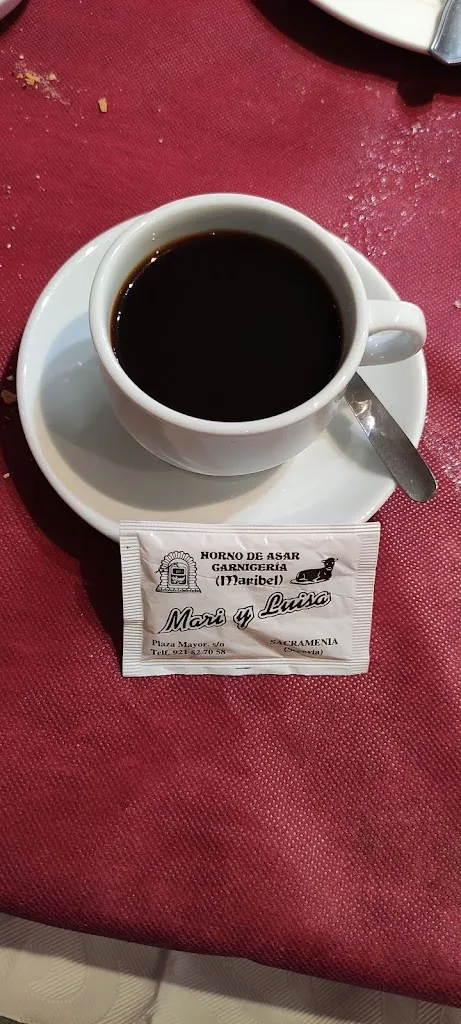 HORNO DE ASAR
CARNICERÍA
(Maribel)
Mari y Luisa
Plaza Mayor, s/n
Telf. 921 52 70 58
SACRAMENIA
(Segovia)